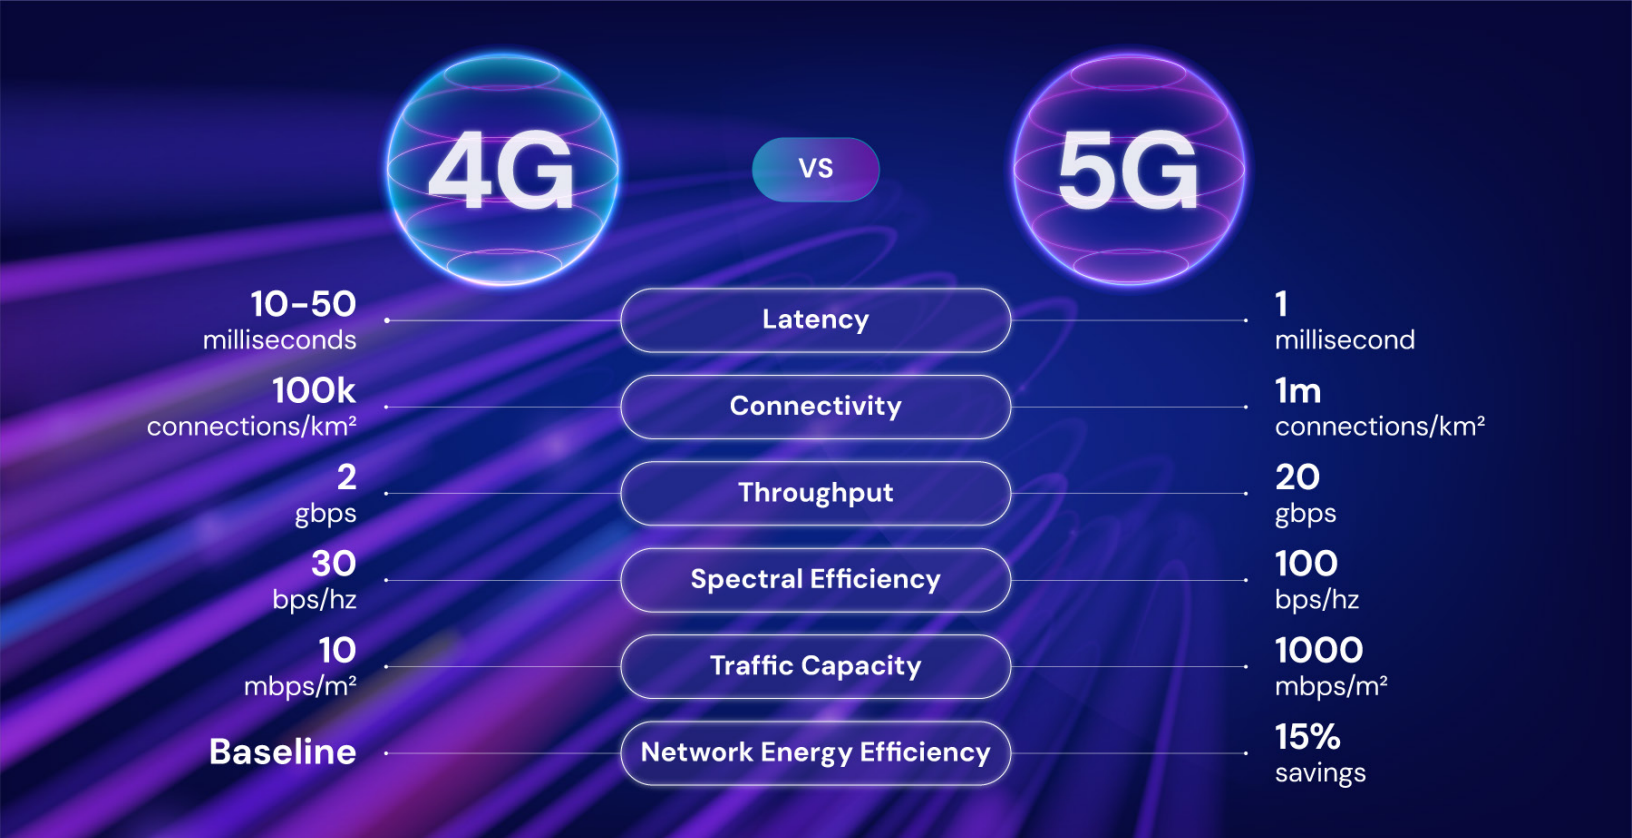 4G
VS
5G
10-50
milliseconds
Latency
1
millisecond
100k
connections/km²
Connectivity
1m
connections/km²
2
gbps
Throughput
20
gbps
30
bps/hz
Spectral Efficiency
100
bps/hz
10
mbps/m²
Traffic Capacity
1000
mbps/m²
Baseline
Network Energy Efficiency
15%
savings